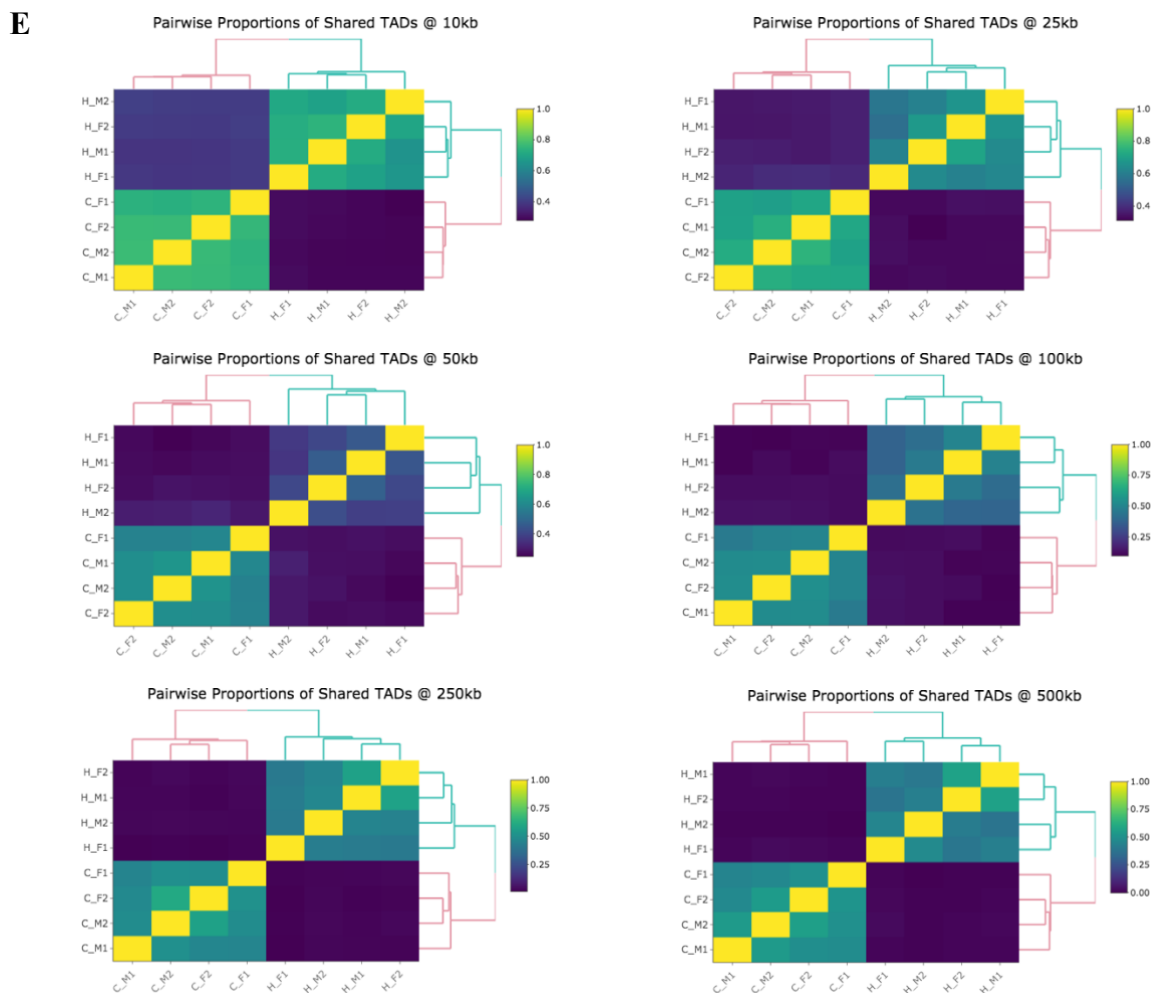 E
Pairwise Proportions of Shared TADs @ 10kb
H_M2
H_F2
H_M1
H_F1
C_F1
C_F2
C_M2
C_M1
C_M1 C_M2 C_F2 C_F1 H_F1 H_M1 H_F2 H_M2
1.0
0.8
0.6
0.4
Pairwise Proportions of Shared TADs @ 25kb
H_F1
H_M1
H_F2
H_M2
C_F1
C_M1
C_M2
C_F2
C_F2 C_M2 C_M1 C_F1 H_M2 H_F2 H_M1 H_F1
1.0
0.8
0.6
0.4
Pairwise Proportions of Shared TADs @ 50kb
H_F1
H_M1
H_F2
H_M2
C_F1
C_M1
C_M2
C_F2
C_F2 C_M2 C_M1 C_F1 H_M2 H_F2 H_M1 H_F1
1.0
0.8
0.6
0.4
Pairwise Proportions of Shared TADs @ 100kb
H_F1
H_M1
H_F2
H_M2
C_F1
C_M2
C_F2
C_M1
C_M1 C_F2 C_M2 C_F1 H_M2 H_F2 H_M1 H_F1
1.00
0.75
0.50
0.25
Pairwise Proportions of Shared TADs @ 250kb
H_F2
H_M1
H_M2
H_F1
C_F1
C_F2
C_M2
C_M1
C_M1 C_M2 C_F2 C_F1 H_F1 H_M2 H_M1 H_F2
1.00
0.75
0.50
0.25
Pairwise Proportions of Shared TADs @ 500kb
H_M1
H_F2
H_M2
H_F1
C_F1
C_F2
C_M2
C_M1
C_M1 C_M2 C_F2 C_F1 H_F1 H_M2 H_F2 H_M1
1.00
0.75
0.50
0.25
0.00